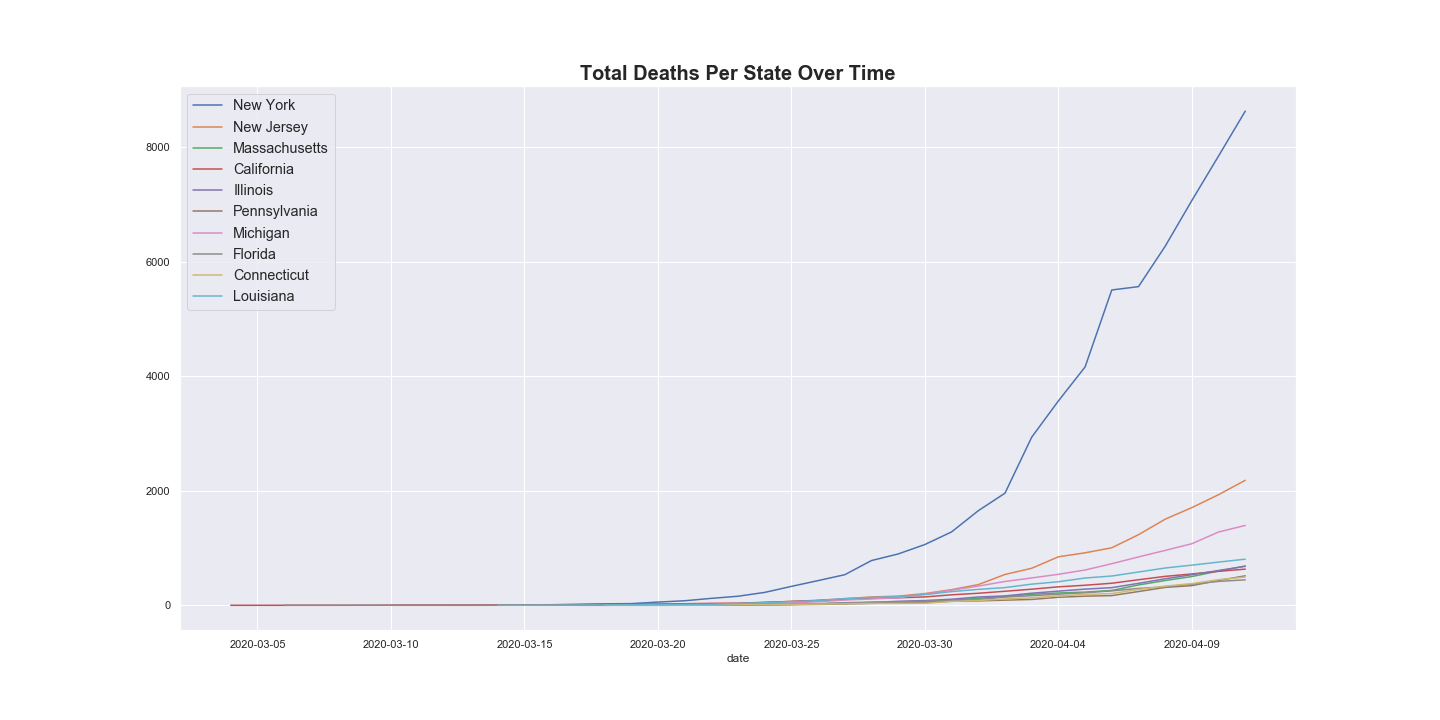 Total Deaths Per State Over Time
New York
New Jersey
Massachusetts
California
Illinois
Pennsylvania
Michigan
Florida
Connecticut
Louisiana
8000
6000
4000
2000
0
2020-03-05 2020-03-10 2020-03-15 2020-03-20 2020-03-25 2020-03-30 2020-04-04 2020-04-09
date